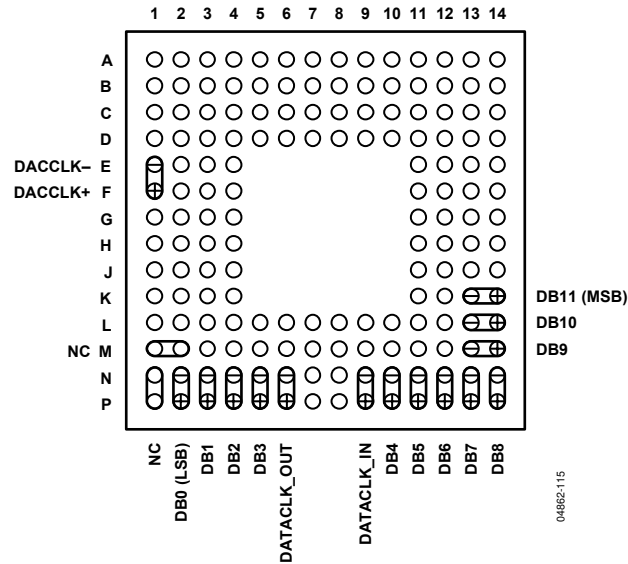 1 2 3 4 5 6 7 8 9 10 11 12 13 14
A
B
C
D
DACCLK– E
DACCLK+ F
G
H
J
K DB11 (MSB)
L DB10
NC M DB9
N
P
NC
DB0 (LSB)
DB1
DB2
DB3
DATACLK_OUT
DATACLK_IN
DB4
DB5
DB6
DB7
DB8
04862-115